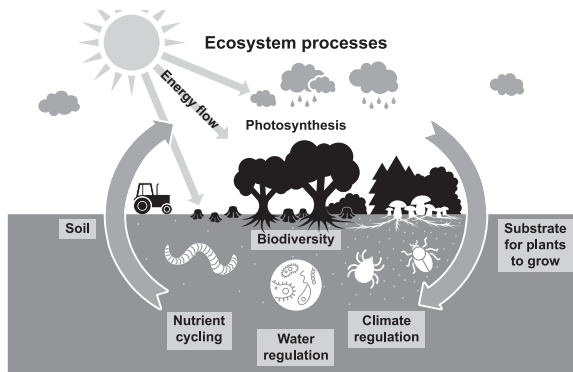 Ecosystem processes
Energy flow
Photosynthesis
Soil
Biodiversity
Substrate
for plants
to grow
Nutrient
cycling
Water
regulation
Climate
regulation